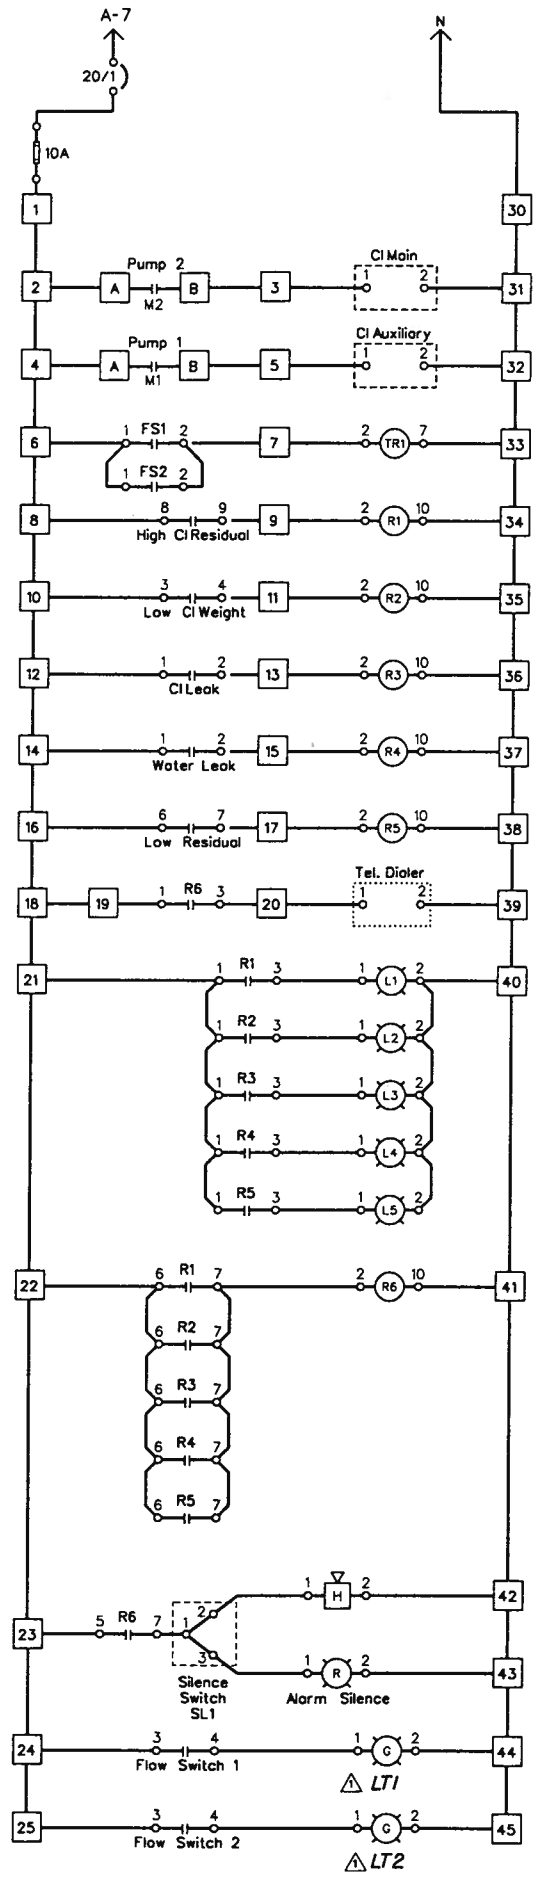 A-7 N
20/1
10A
1 30
Pump 2 Cl Main
2 A B 3 1 2 31
M2
Pump 1 Cl Auxiliary
4 A B 5 1 2 32
M1
6 1 FS1 2 7 2 TR1 7 33
1 FS2 2
8 8 9 9 2 R1 10 34
High Cl Residual
10 3 4 11 2 R2 10 35
Low Cl Weight
12 1 2 13 2 R3 10 36
Cl Leak
14 1 2 15 2 R4 10 37
Water Leak
16 6 7 17 2 R5 10 38
Low Residual
Tel. Dialer
18 19 1 R6 3 20 1 2 39
21 1 R1 3 1 L1 2 40
1 R2 3 1 L2 2
1 R3 3 1 L3 2
1 R4 3 1 L4 2
1 R5 3 1 L5 2
22 6 R1 7 2 R6 10 41
6 R2 7
6 R3 7
6 R4 7
6 R5 7
2 1 H 2 42
23 5 R6 7 1
3 1 R 2 43
Silence
Switch
SL1
Alarm Silence
24 3 4 1 G 2 44
Flow Switch 1
1 LT1
25 3 4 1 G 2 45
Flow Switch 2
1 LT2